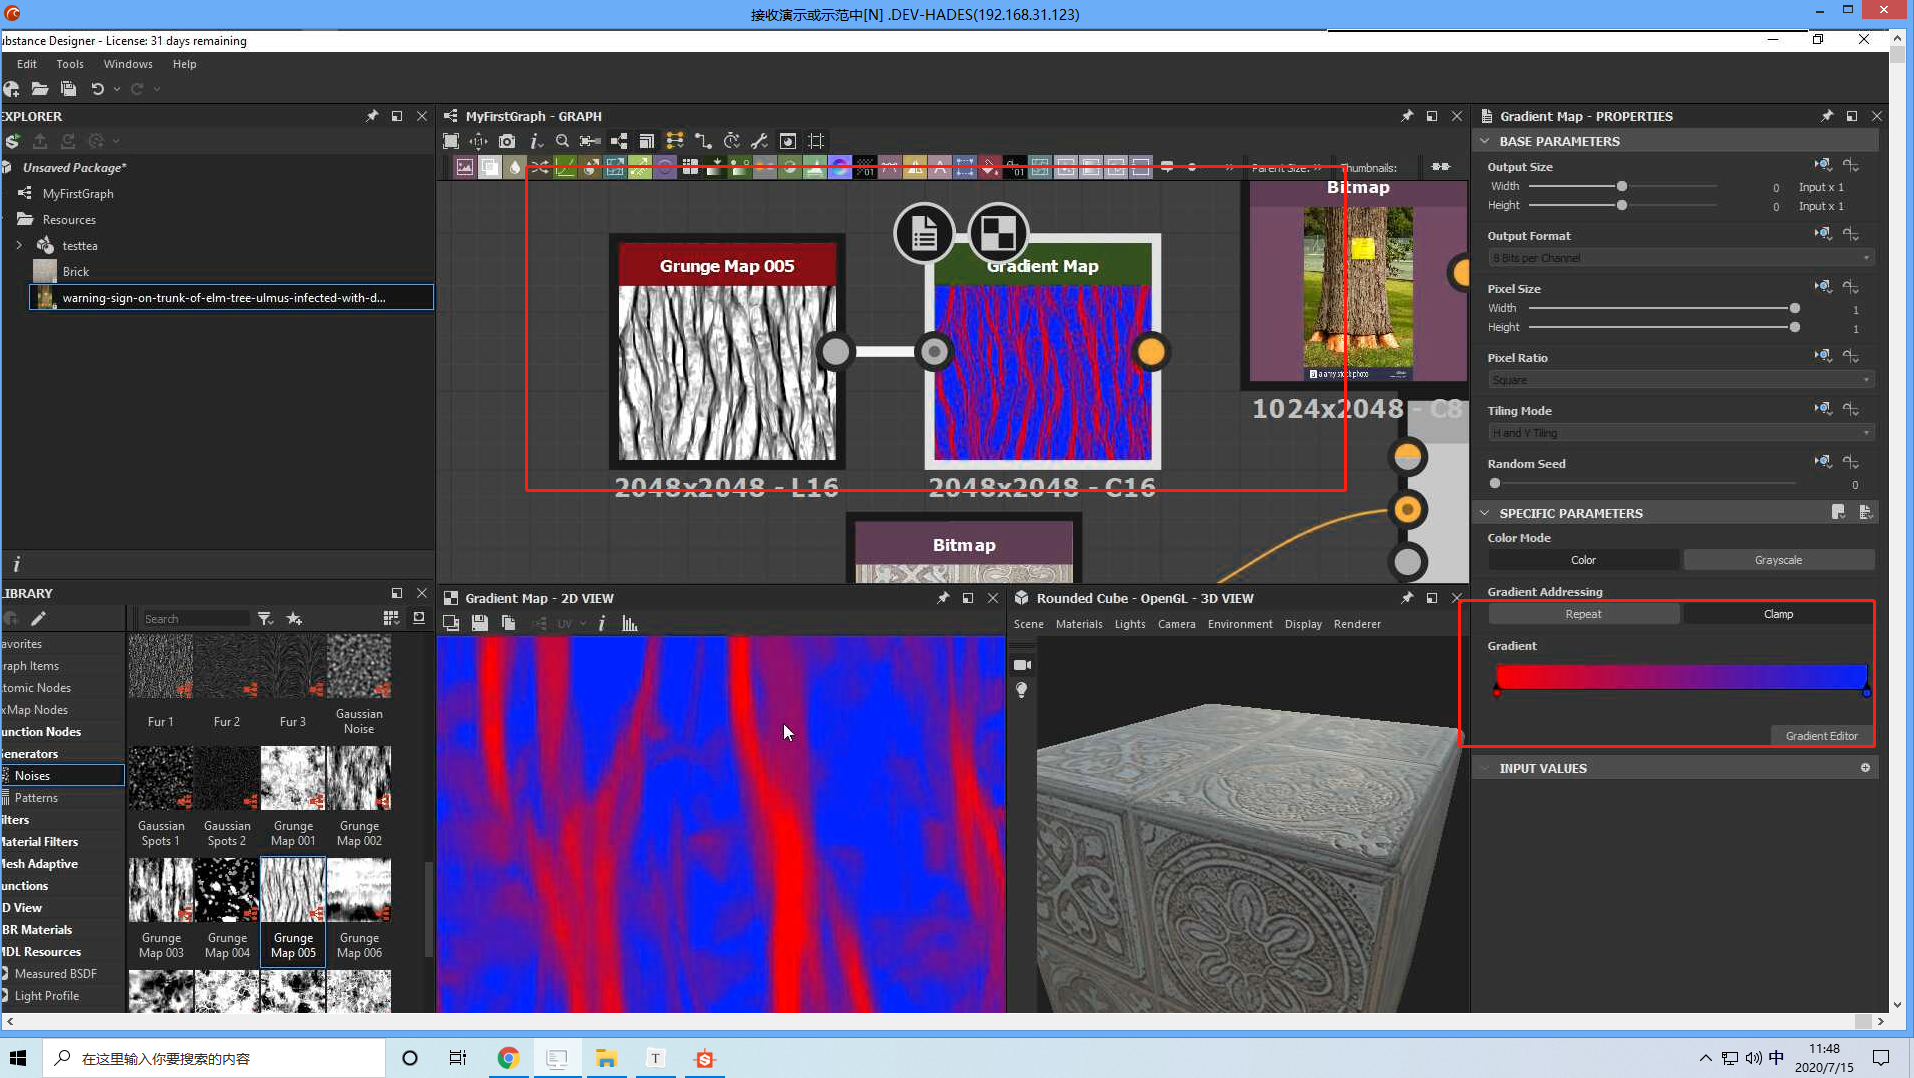 接收演示或示范中[N] .DEV-HADES(192.168.31.123)
ubstance Designer - License: 31 days remaining
Edit Tools Windows Help
EXPLORER
Unsaved Package*
MyFirstGraph
Resources
testtea
Brick
warning-sign-on-trunk-of-elm-tree-ulmus-infected-with-d...
MyFirstGraph - GRAPH
Parent Size:
Thumbnails:
Grunge Map 005
2048x2048 - L16
Gradient Map
2048x2048 - C16
Bitmap
a alamy stock photo
1024x2048 - C8
Bitmap
LIBRARY
Search
avorites
raph Items
tomic Nodes
xMap Nodes
unction Nodes
enerators
Noises
Patterns
ilters
aterial Filters
esh Adaptive
unctions
D View
BR Materials
MDL Resources
Measured BSDF
Light Profile
Fur 1
Fur 2
Fur 3
Gaussian Noise
Gaussian Spots 1
Gaussian Spots 2
Grunge Map 001
Grunge Map 002
Grunge Map 003
Grunge Map 004
Grunge Map 005
Grunge Map 006
Gradient Map - 2D VIEW
UV
Rounded Cube - OpenGL - 3D VIEW
Scene Materials Lights Camera Environment Display Renderer
Gradient Map - PROPERTIES
BASE PARAMETERS
Output Size
Width 0 Input x 1
Height 0 Input x 1
Output Format
8 Bits per Channel
Pixel Size
Width 1
Height 1
Pixel Ratio
Square
Tiling Mode
H and V Tiling
Random Seed
0
SPECIFIC PARAMETERS
Color Mode
Color Grayscale
Gradient Addressing
Repeat Clamp
Gradient
Gradient Editor
INPUT VALUES
在这里输入你要搜索的内容
中
11:48
2020/7/15